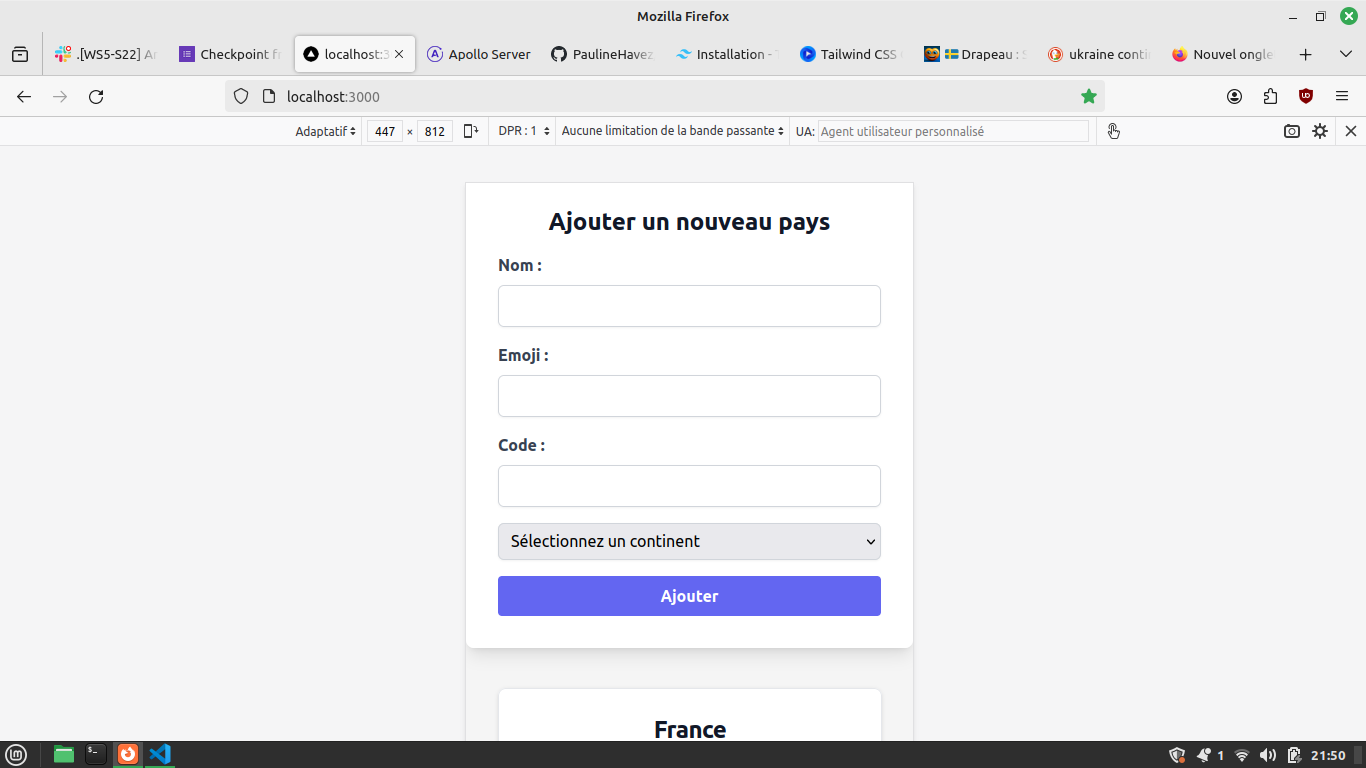 Mozilla Firefox
.[WS5-S22] Ar
Checkpoint fr
localhost:3
Apollo Server
PaulineHavez
Installation -
Tailwind CSS
Drapeau : S
ukraine conti
Nouvel ongle
localhost:3000
Adaptatif 447 × 812 DPR : 1 Aucune limitation de la bande passante UA: Agent utilisateur personnalisé
Ajouter un nouveau pays
Nom :
Emoji :
Code :
Sélectionnez un continent
Ajouter
France
1 21:50